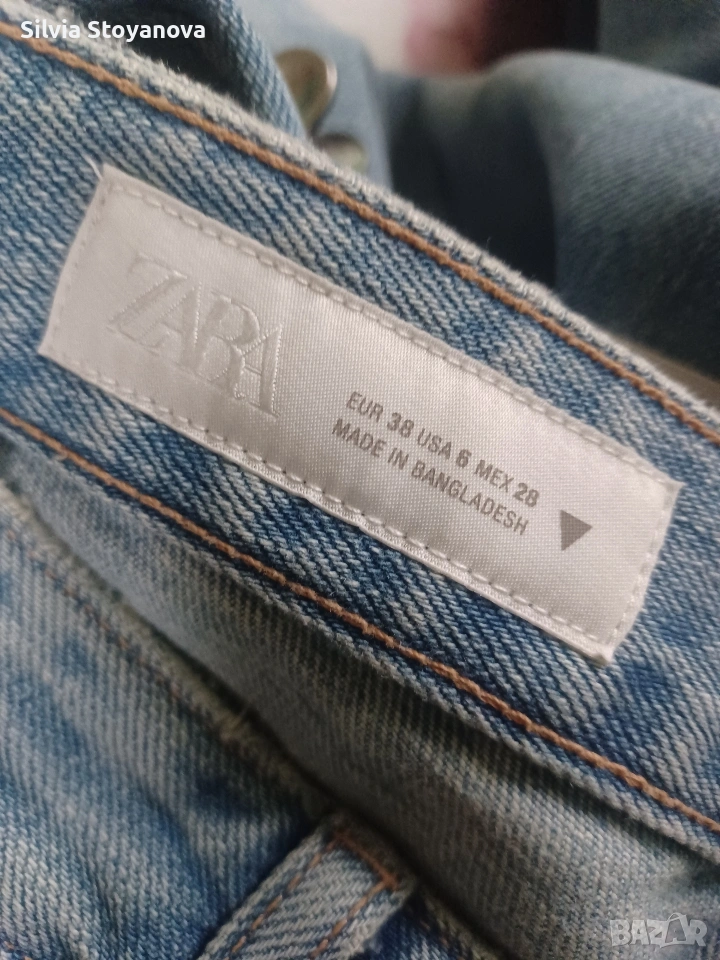 Silvia Stoyanova
ZARA
EUR 38 USA 6 MEX 28
MADE IN BANGLADESH
BAZAR